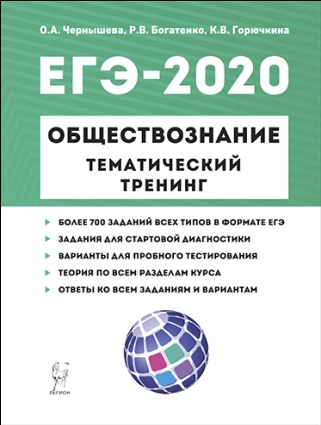 О.А. Чернышева, Р.В. Богатенко, К.В. Горючкина
ЕГЭ-2020
ОБЩЕСТВОЗНАНИЕ
ТЕМАТИЧЕСКИЙ
ТРЕНИНГ
БОЛЕЕ 700 ЗАДАНИЙ ВСЕХ ТИПОВ В ФОРМАТЕ ЕГЭ
ЗАДАНИЯ ДЛЯ СТАРТОВОЙ ДИАГНОСТИКИ
ВАРИАНТЫ ДЛЯ ПРОБНОГО ТЕСТИРОВАНИЯ
ТЕОРИЯ ПО ВСЕМ РАЗДЕЛАМ КУРСА
ОТВЕТЫ КО ВСЕМ ЗАДАНИЯМ И ВАРИАНТАМ
ЛЕГИОН